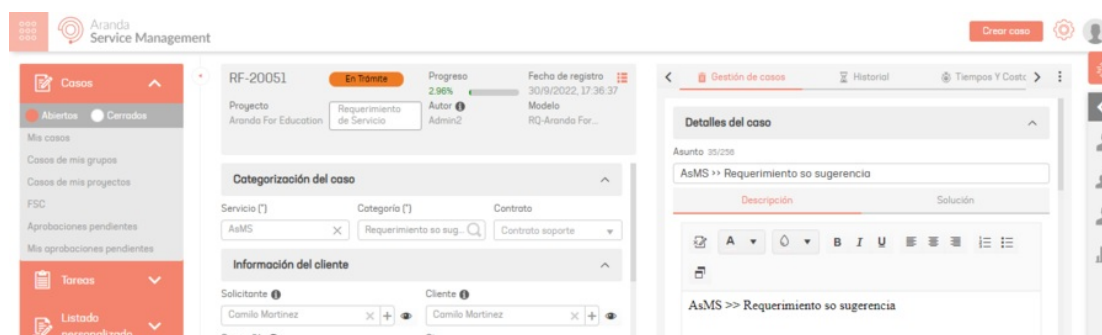 Aranda
Service Management
Crear caso
Casos
Abiertos Cerrados
Mis casos
Casos de mis grupos
Casos de mis proyectos
FSC
Aprobaciones pendientes
Mis aprobaciones pendientes
Tareas
Listado
personalizado
RF-20051 En Trámite Progreso Fecha de registro
2.96% 30/9/2022, 17:36:37
Proyecto Requerimiento Autor Modelo
Aranda For Education de Servicio Admin2 RQ-Aranda For...
Categorización del caso
Servicio (*) Categoría (*) Contrato
AsMS Requerimiento so sug... Contrato soporte
Información del cliente
Solicitante Cliente
Camilo Martinez Camilo Martinez
Gestión de casos Historial Tiempos Y Costo
Detalles del caso
Asunto 35/256
AsMS >> Requerimiento so sugerencia
Descripción Solución
A B I U
AsMS >> Requerimiento so sugerencia